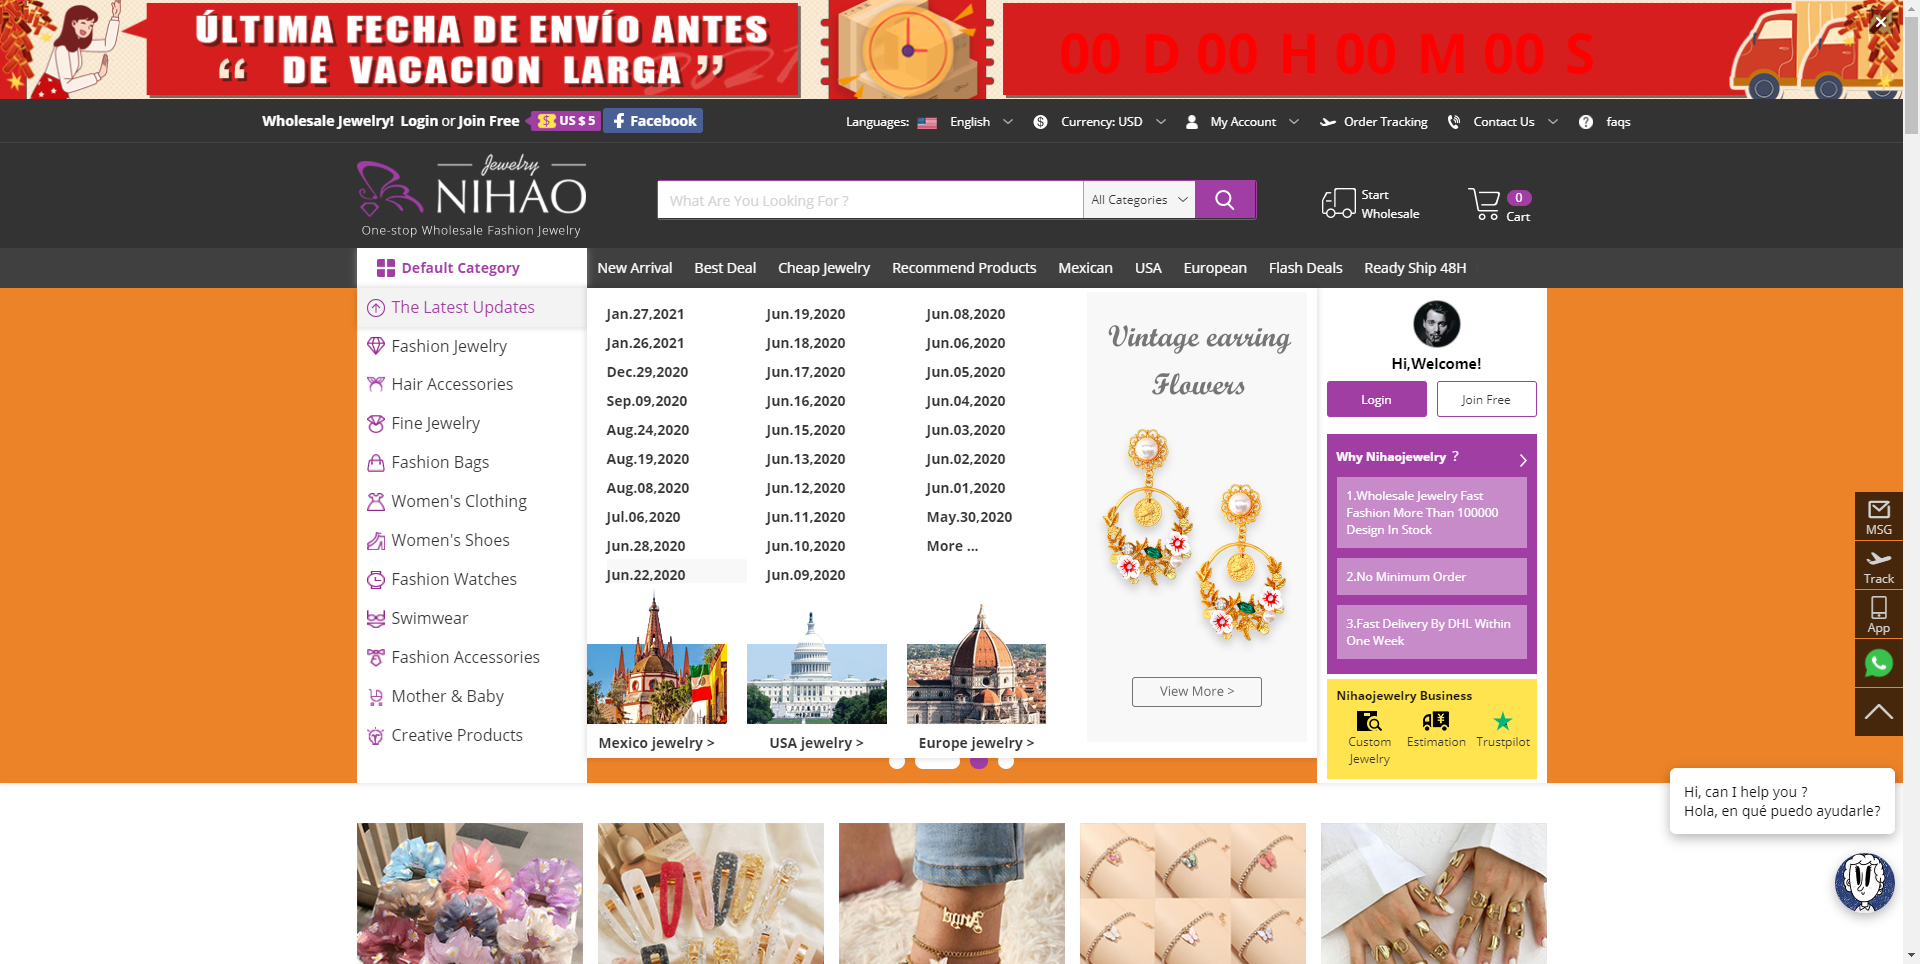 ÚLTIMA FECHA DE ENVÍO ANTES
“ DE VACACION LARGA ”
2021
00 D 00 H 00 M 00 S
Wholesale Jewelry! Login or Join Free $ US $ 5 Facebook
Languages: English Currency: USD My Account Order Tracking Contact Us faqs
Jewelry
NIHAO
One-stop Wholesale Fashion Jewelry
What Are You Looking For ? All Categories
Start
Wholesale
0
Cart
Default Category New Arrival Best Deal Cheap Jewelry Recommend Products Mexican USA European Flash Deals Ready Ship 48H
The Latest Updates
Fashion Jewelry
Hair Accessories
Fine Jewelry
Fashion Bags
Women's Clothing
Women's Shoes
Fashion Watches
Swimwear
Fashion Accessories
Mother & Baby
Creative Products
Jan.27,2021
Jan.26,2021
Dec.29,2020
Sep.09,2020
Aug.24,2020
Aug.19,2020
Aug.08,2020
Jul.06,2020
Jun.28,2020
Jun.22,2020
Jun.19,2020
Jun.18,2020
Jun.17,2020
Jun.16,2020
Jun.15,2020
Jun.13,2020
Jun.12,2020
Jun.11,2020
Jun.10,2020
Jun.09,2020
Jun.08,2020
Jun.06,2020
Jun.05,2020
Jun.04,2020
Jun.03,2020
Jun.02,2020
Jun.01,2020
May.30,2020
More ...
Mexico jewelry >
USA jewelry >
Europe jewelry >
Vintage earring
Flowers
View More >
Hi,Welcome!
Login Join Free
Why Nihaojewelry ?
1.Wholesale Jewelry Fast
Fashion More Than 100000
Design In Stock
2.No Minimum Order
3.Fast Delivery By DHL Within
One Week
Nihaojewelry Business
Custom
Jewelry
Estimation
Trustpilot
MSG
Track
App
Hi, can I help you ?
Hola, en qué puedo ayudarle?